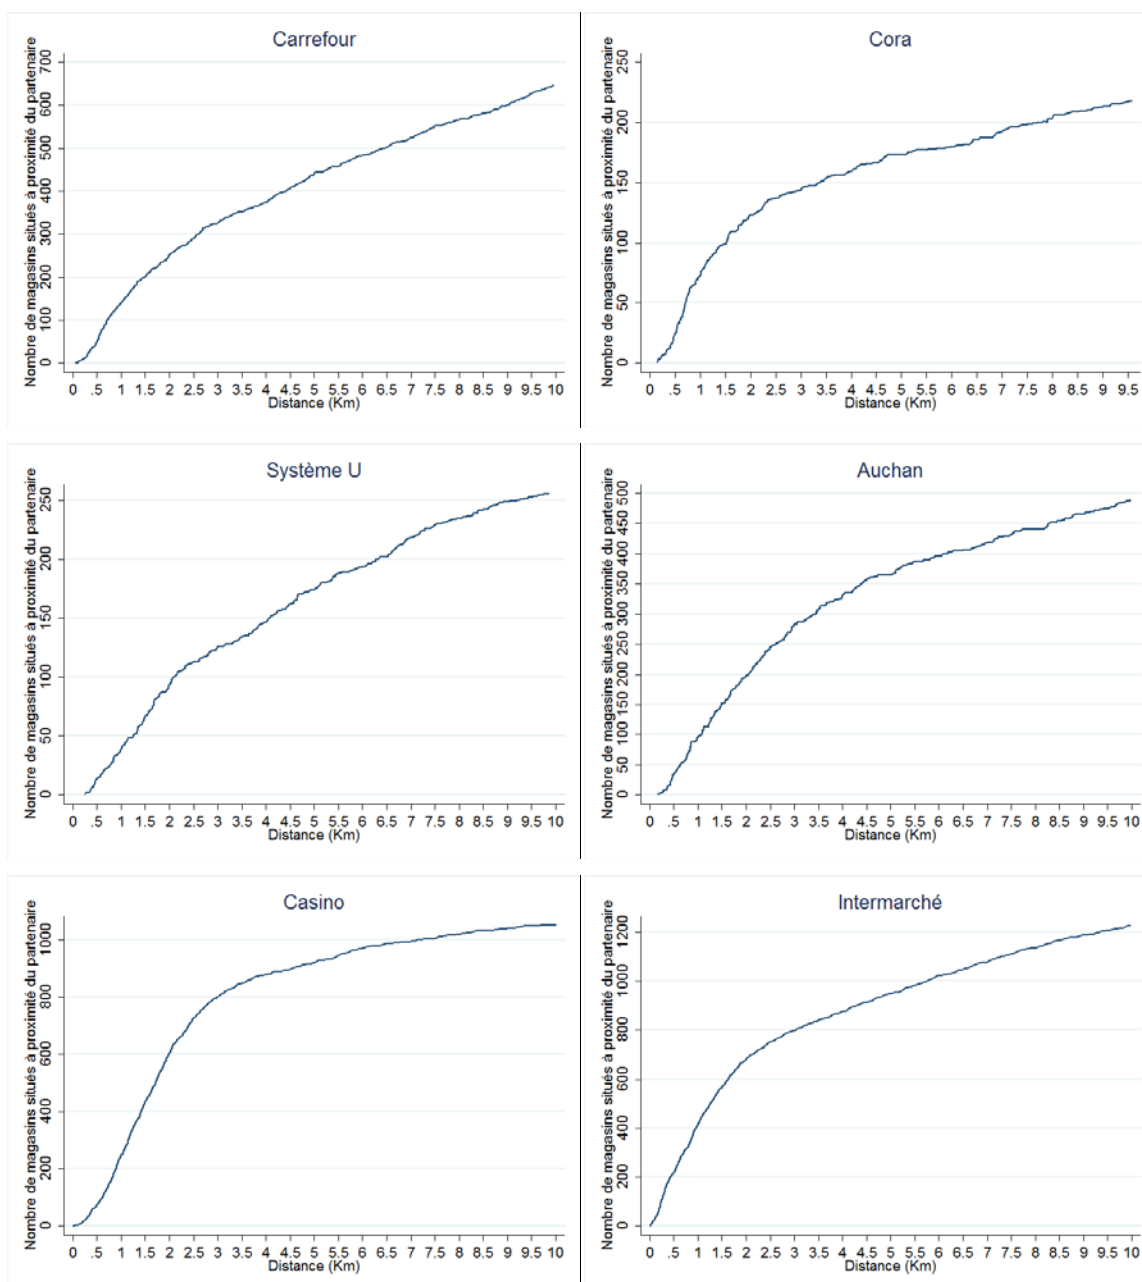 Carrefour
Nombre de magasins situés à proximité du partenaire
700
600
500
400
300
200
100
0
0 .5 1 1.5 2 2.5 3 3.5 4 4.5 5 5.5 6 6.5 7 7.5 8 8.5 9 9.5 10
Distance (Km)
Cora
Nombre de magasins situés à proximité du partenaire
250
200
150
100
50
0
0 .5 1 1.5 2 2.5 3 3.5 4 4.5 5 5.5 6 6.5 7 7.5 8 8.5 9 9.5
Distance (Km)
Système U
Nombre de magasins situés à proximité du partenaire
250
200
150
100
50
0
0 .5 1 1.5 2 2.5 3 3.5 4 4.5 5 5.5 6 6.5 7 7.5 8 8.5 9 9.5 10
Distance (Km)
Auchan
Nombre de magasins situés à proximité du partenaire
500
450
400
350
300
250
200
150
100
50
0
0 .5 1 1.5 2 2.5 3 3.5 4 4.5 5 5.5 6 6.5 7 7.5 8 8.5 9 9.5 10
Distance (Km)
Casino
Nombre de magasins situés à proximité du partenaire
1000
800
600
400
200
0
0 .5 1 1.5 2 2.5 3 3.5 4 4.5 5 5.5 6 6.5 7 7.5 8 8.5 9 9.5 10
Distance (Km)
Intermarché
Nombre de magasins situés à proximité du partenaire
1200
1000
800
600
400
200
0
0 .5 1 1.5 2 2.5 3 3.5 4 4.5 5 5.5 6 6.5 7 7.5 8 8.5 9 9.5 10
Distance (Km)